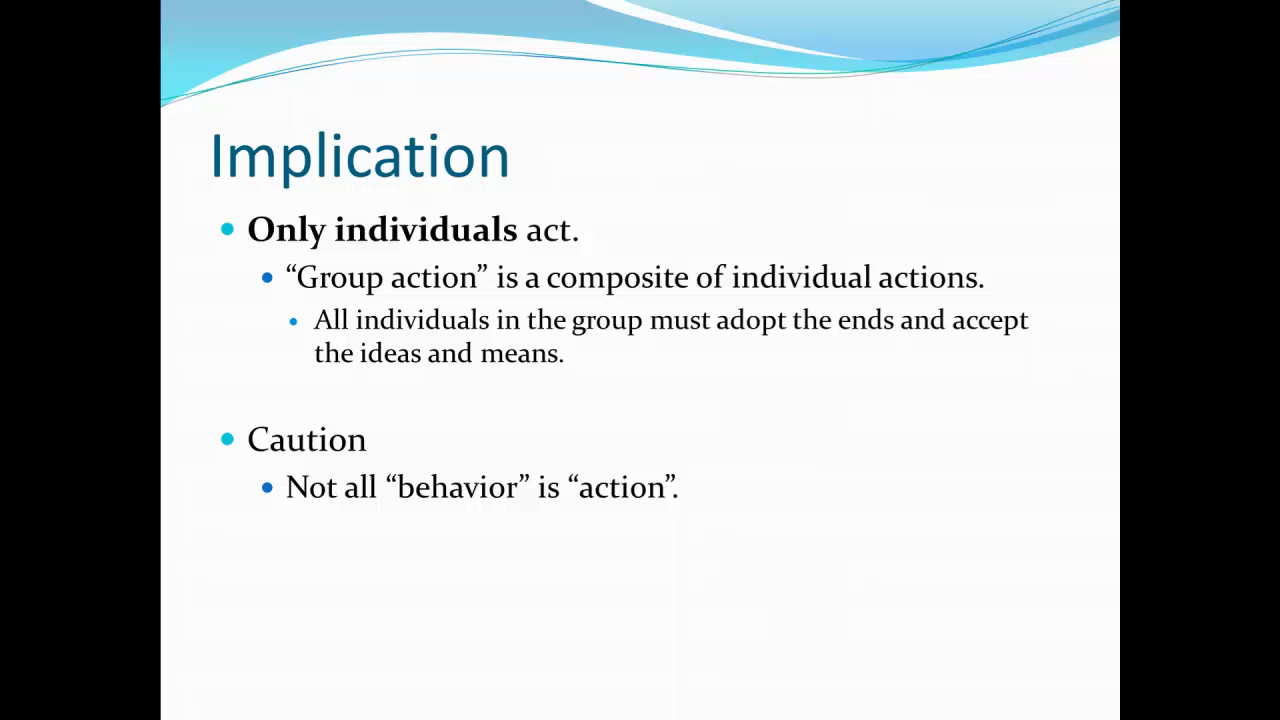 Implication
Only individuals act.
“Group action” is a composite of individual actions.
All individuals in the group must adopt the ends and accept
the ideas and means.
Caution
Not all “behavior” is “action”.